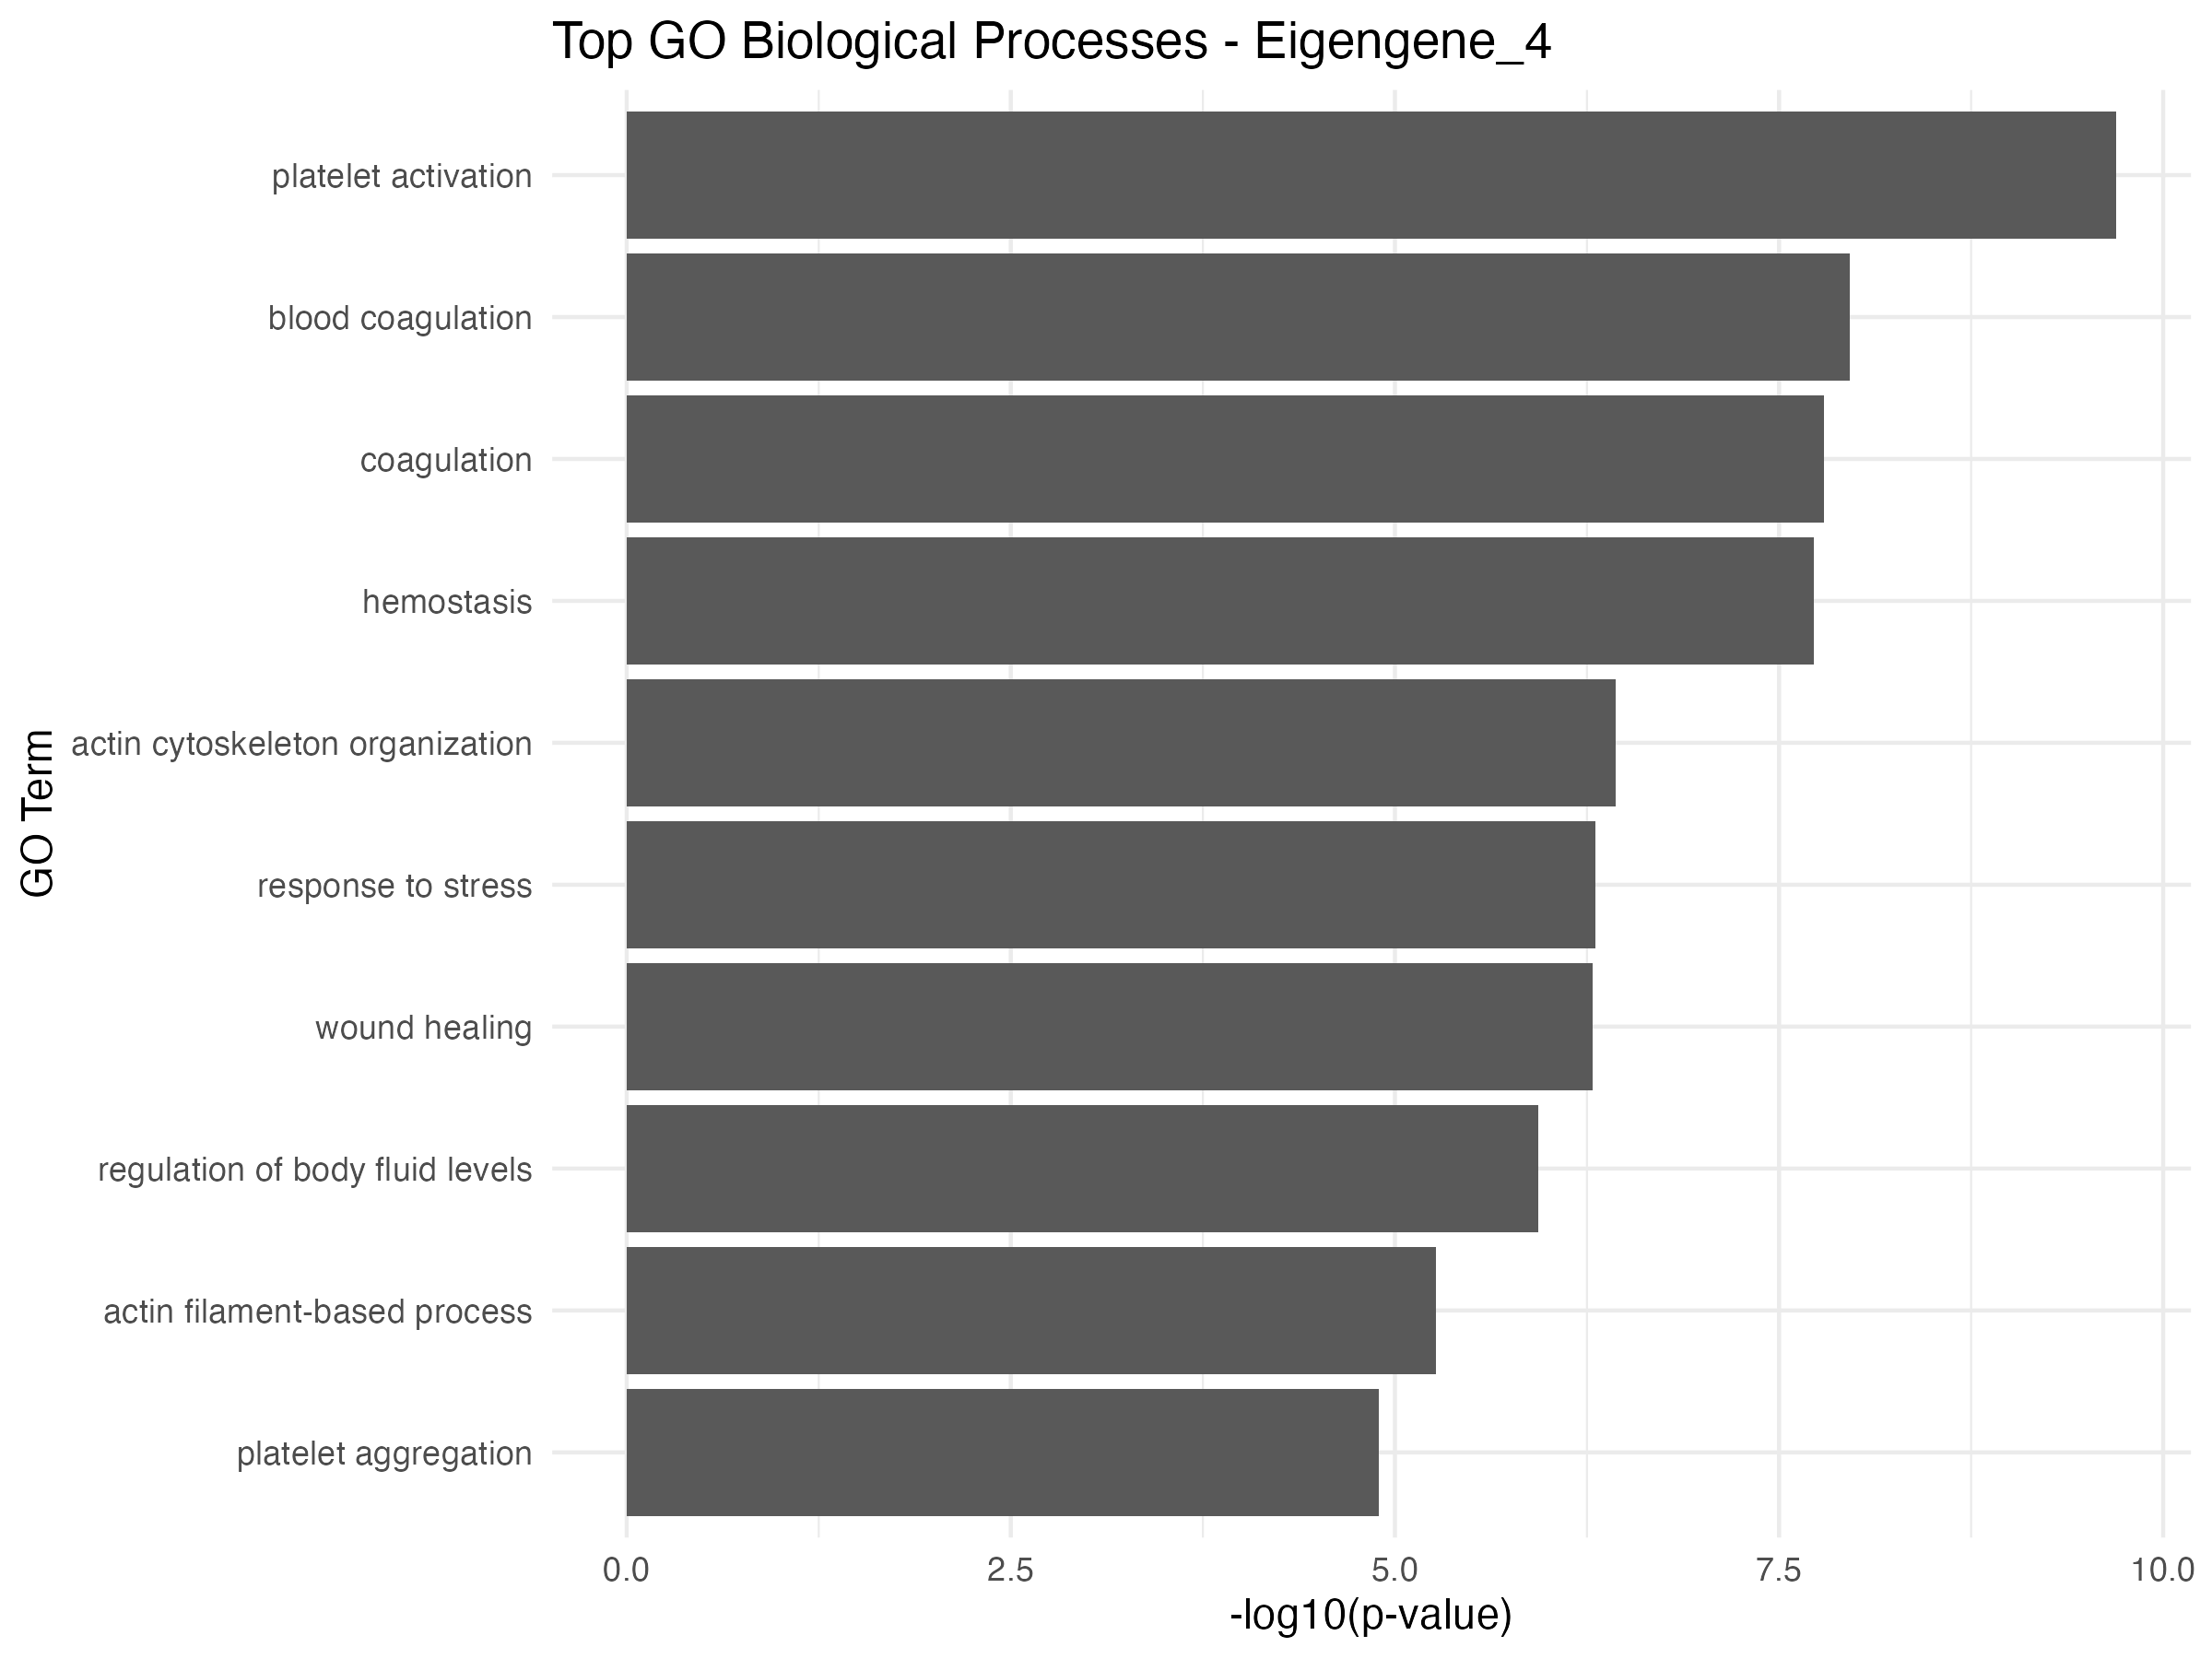 Top GO Biological Processes - Eigengene_4
GO Term
platelet activation
blood coagulation
coagulation
hemostasis
actin cytoskeleton organization
response to stress
wound healing
regulation of body fluid levels
actin filament-based process
platelet aggregation
0.0 2.5 5.0 7.5 10.0
-log10(p-value)